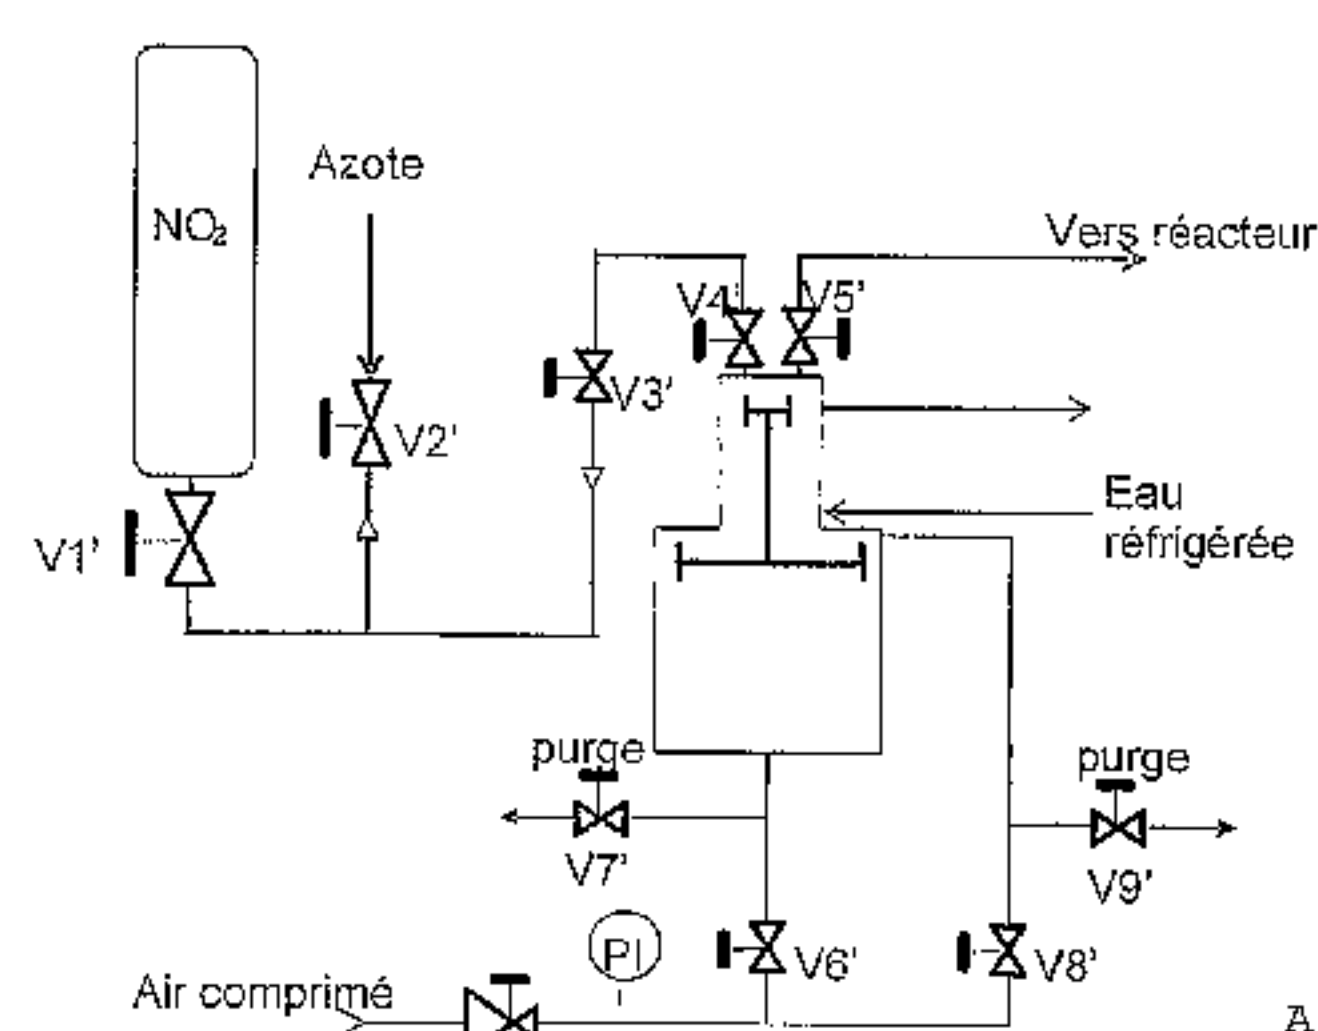 Azote
NO₂
Vers réacteur
V4'
V5'
V3'
V2'
Eau
réfrigérée
V1'
purge
purge
V7'
V9'
PI
V6'
V8'
Air comprimé
A